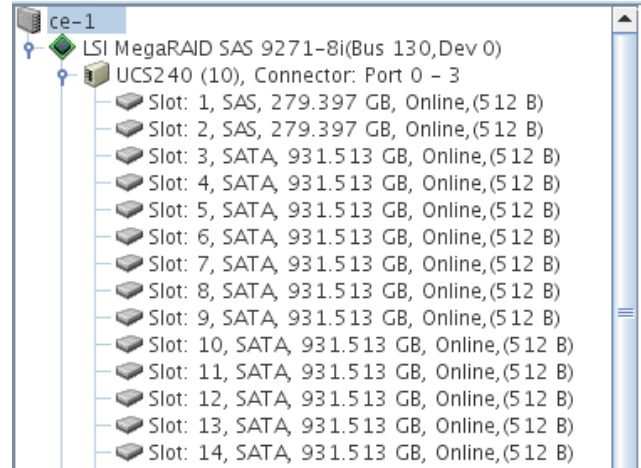 ce-1
LSI MegaRAID SAS 9271-8i(Bus 130,Dev 0)
UCS240 (10), Connector: Port 0 - 3
Slot: 1, SAS, 279.397 GB, Online,(512 B)
Slot: 2, SAS, 279.397 GB, Online,(512 B)
Slot: 3, SATA, 931.513 GB, Online,(512 B)
Slot: 4, SATA, 931.513 GB, Online,(512 B)
Slot: 5, SATA, 931.513 GB, Online,(512 B)
Slot: 6, SATA, 931.513 GB, Online,(512 B)
Slot: 7, SATA, 931.513 GB, Online,(512 B)
Slot: 8, SATA, 931.513 GB, Online,(512 B)
Slot: 9, SATA, 931.513 GB, Online,(512 B)
Slot: 10, SATA, 931.513 GB, Online,(512 B)
Slot: 11, SATA, 931.513 GB, Online,(512 B)
Slot: 12, SATA, 931.513 GB, Online,(512 B)
Slot: 13, SATA, 931.513 GB, Online,(512 B)
Slot: 14, SATA, 931.513 GB, Online,(512 B)